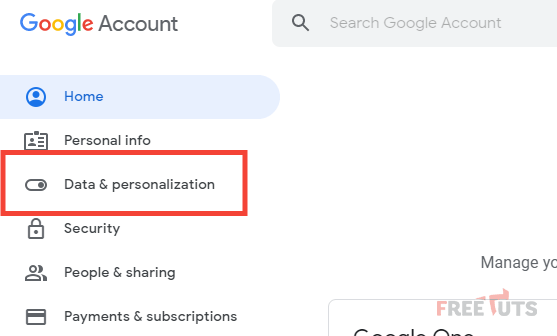 Google Account
Search Google Account
Home
Personal info
Data & personalization
Security
People & sharing
Manage yo
Payments & subscriptions
FREETUTS
Google One